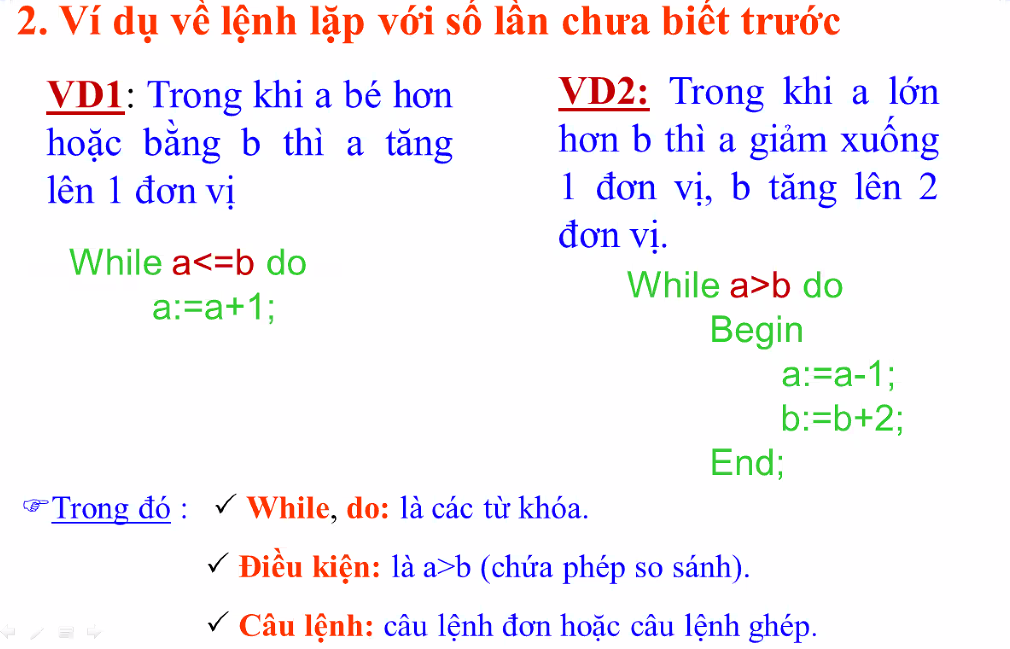 2. Ví dụ về lệnh lặp với số lần chưa biết trước
VD1: Trong khi a bé hơn
hoặc bằng b thì a tăng
lên 1 đơn vị
While a<=b do
a:=a+1;
VD2: Trong khi a lớn
hơn b thì a giảm xuống
1 đơn vị, b tăng lên 2
đơn vị.
While a>b do
Begin
a:=a-1;
b:=b+2;
End;
☞Trong đó : ✓ While, do: là các từ khóa.
✓ Điều kiện: là a>b (chứa phép so sánh).
✓ Câu lệnh: câu lệnh đơn hoặc câu lệnh ghép.